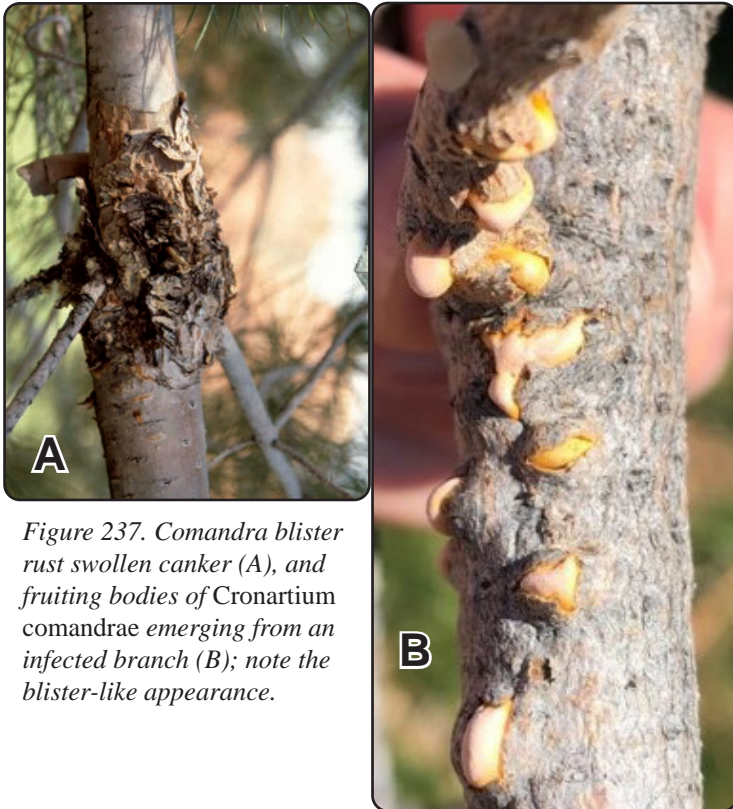 A
B
Figure 237. Comandra blister
rust swollen canker (A), and
fruiting bodies of Cronartium
comandrae emerging from an
infected branch (B); note the
blister-like appearance.